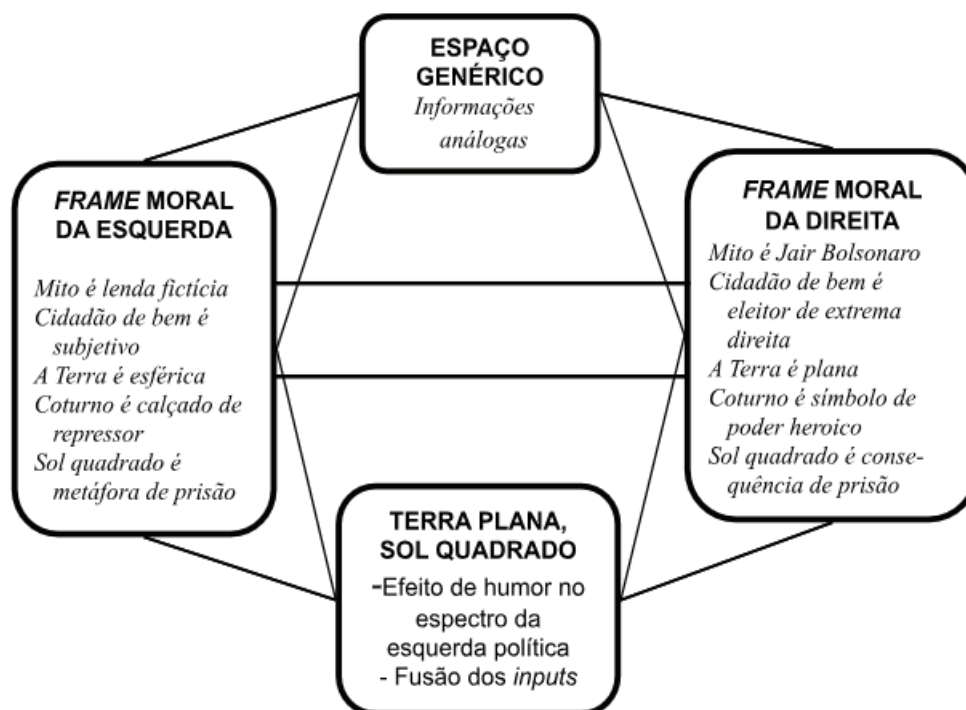 ESPAÇO
GENÉRICO
Informações
análogas
FRAME MORAL
DA ESQUERDA
Mito é lenda fictícia
Cidadão de bem é
subjetivo
A Terra é esférica
Coturno é calçado de
repressor
Sol quadrado é
metáfora de prisão
FRAME MORAL
DA DIREITA
Mito é Jair Bolsonaro
Cidadão de bem é
eleitor de extrema
direita
A Terra é plana
Coturno é símbolo de
poder heroico
Sol quadrado é conse-
quência de prisão
TERRA PLANA,
SOL QUADRADO
-Efeito de humor no
espectro da
esquerda política
- Fusão dos inputs